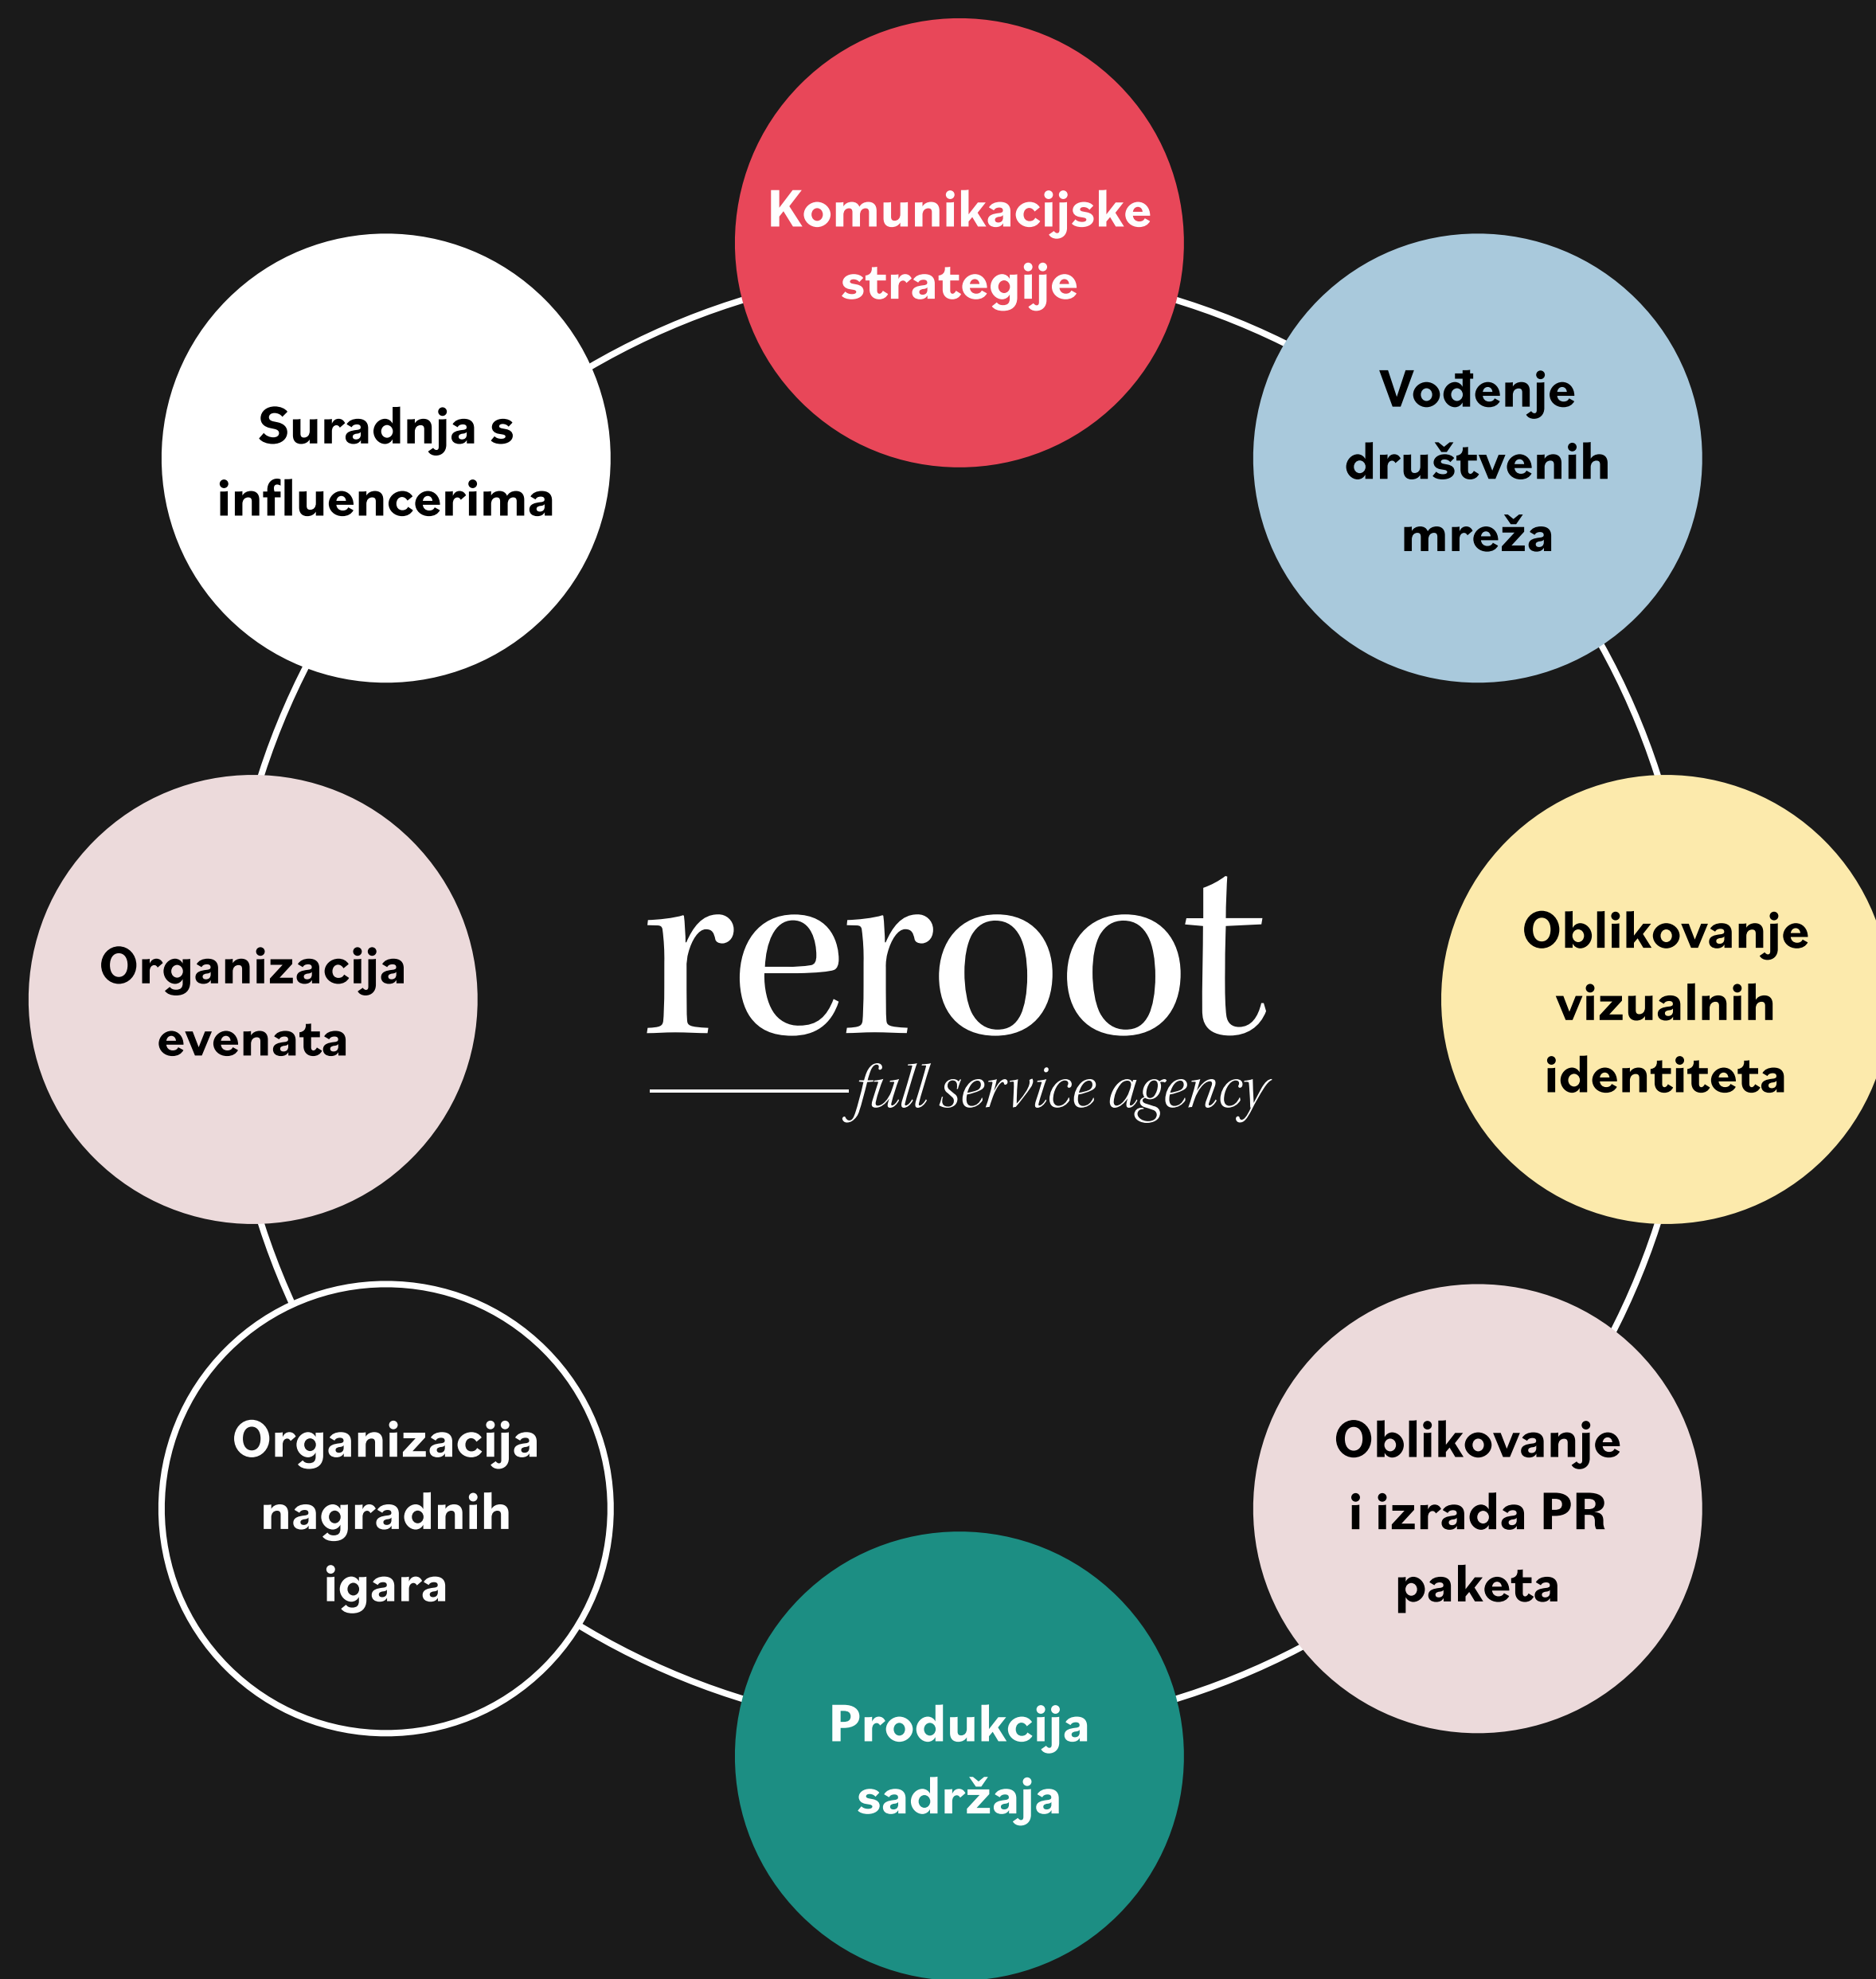 Komunikacijske
strategije
Vođenje
društvenih
mreža
Oblikovanje
vizualnih
identiteta
Oblikovanje
i izrada PR
paketa
Produkcija
sadržaja
Organizacija
nagradnih
igara
Organizacija
evenata
Suradnja s
influencerima
reroot
full service agency